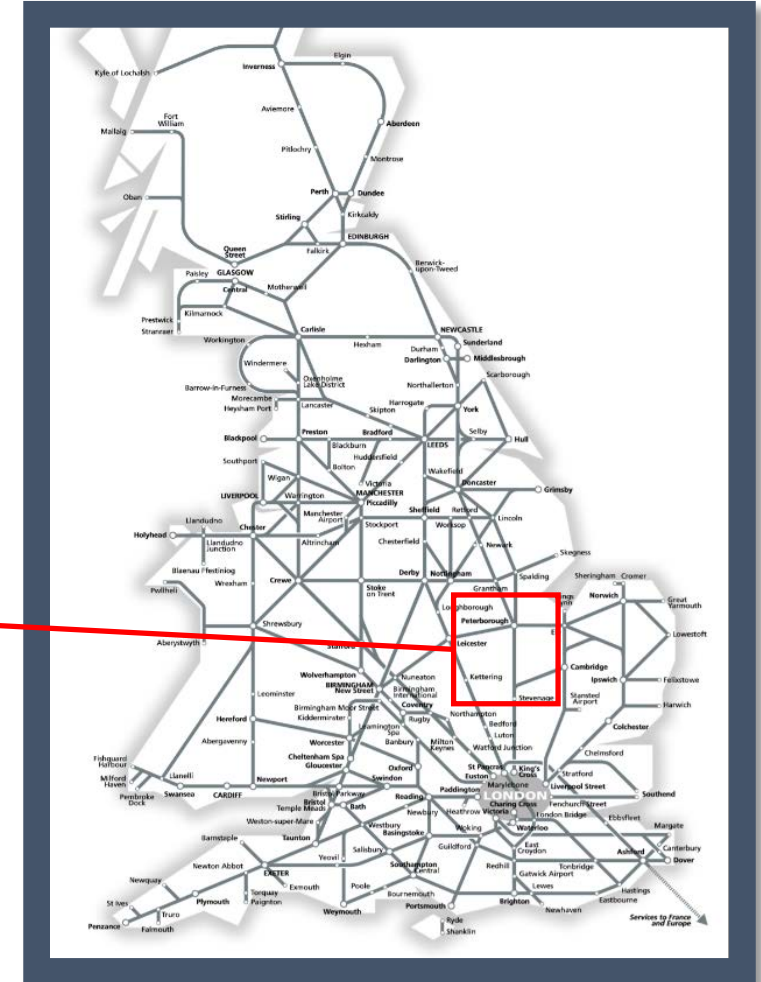 Elgin
Inverness
Kyle of Lochalsh
Aviemore
Fort
William
Aberdeen
Mallaig
Pitlochry
Montrose
Perth
Dundee
Oban
Stirling
Kirkcaldy
EDINBURGH
Queen
Street
Falkirk
Berwick-
upon-Tweed
Paisley
GLASGOW
Central
Motherwell
Kilmarnock
Prestwick
Stranraer
Carlisle
NEWCASTLE
Workington
Hexham
Durham
Sunderland
Darlington
Middlesbrough
Windermere
Scarborough
Oxenholme
Lake District
Northallerton
Barrow-in-Furness
Morecambe
Heysham Port
Lancaster
Harrogate
York
Skipton
Blackpool
Preston
Bradford
LEEDS
Selby
Hull
Blackburn
Huddersfield
Southport
Bolton
Wakefield
Wigan
Victoria
Doncaster
Grimsby
LIVERPOOL
Warrington
MANCHESTER
Piccadilly
Sheffield
Retford
Manchester
Airport
Stockport
Worksop
Lincoln
Llandudno
Holyhead
Llandudno
Junction
Chester
Altrincham
Chesterfield
Newark
Skegness
Blaenau Ffestiniog
Pwllheli
Wrexham
Crewe
Stoke
on Trent
Derby
Nottingham
Grantham
Spalding
Sheringham
Cromer
Norwich
Great
Yarmouth
Loughborough
Peterborough
Lowestoft
Shrewsbury
Aberystwyth
Stafford
Leicester
Cambridge
Wolverhampton
Nuneaton
Kettering
Ipswich
Felixstowe
BIRMINGHAM
New Street
Birmingham
International
Stansted
Airport
Leominster
Birmingham Moor Street
Coventry
Stevenage
Harwich
Kidderminster
Rugby
Northampton
Hereford
Leamington
Spa
Bedford
Colchester
Worcester
Banbury
Milton
Keynes
Luton
Abergavenny
Watford Junction
Chelmsford
Cheltenham Spa
Gloucester
Oxford
St Pancras
King's
Cross
Fishguard
Harbour
Euston
Stratford
Milford
Haven
Llanelli
Swindon
Marylebone
Liverpool Street
Pembroke
Dock
Swansea
CARDIFF
Newport
Bristol Parkway
Reading
Paddington
LONDON
Southend
Bristol
Temple Meads
Bath
Newbury
Heathrow
Victoria
Charing Cross
Fenchurch Street
London Bridge
Ebbsfleet
Weston-super-Mare
Westbury
Basingstoke
Woking
Waterloo
Margate
Barnstaple
Taunton
Salisbury
Guildford
East
Croydon
Canterbury
Ashford
Dover
Yeovil
Newton Abbot
Southampton
Central
Redhill
Gatwick Airport
Tonbridge
EXETER
Newquay
Exmouth
Poole
Bournemouth
Lewes
Hastings
Eastbourne
St Ives
Plymouth
Torquay
Paignton
Weymouth
Portsmouth
Brighton
Newhaven
Truro
Falmouth
Penzance
Ryde
Shanklin
Services to France
and Europe